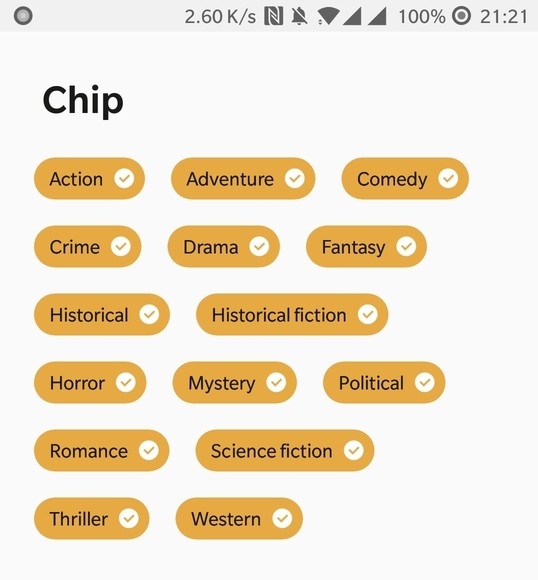 2.60 K/s 100% 21:21
Chip
Action Adventure Comedy
Crime Drama Fantasy
Historical Historical fiction
Horror Mystery Political
Romance Science fiction
Thriller Western